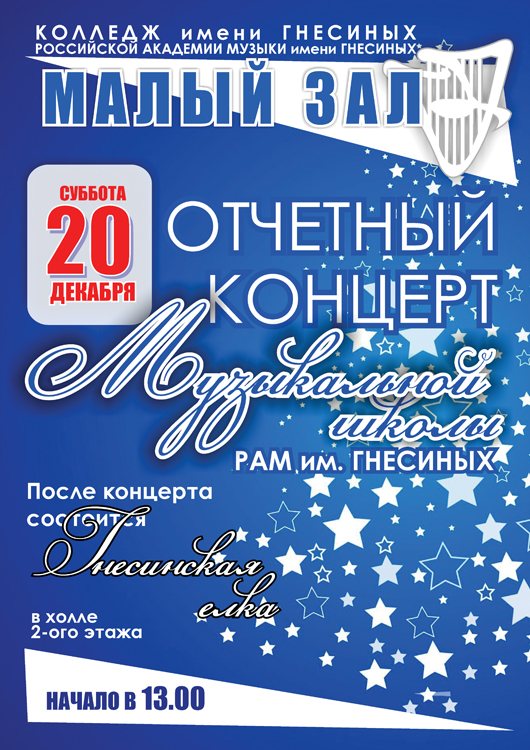 КОЛЛЕДЖ имени ГНЕСИНЫХ
РОССИЙСКОЙ АКАДЕМИИ МУЗЫКИ имени ГНЕСИНЫХ
МАЛЫЙ ЗАЛ
СУББОТА
20
ДЕКАБРЯ
ОТЧЕТНЫЙ
КОНЦЕРТ
Музыкальной
школы
РАМ им. ГНЕСИНЫХ
После концерта
состоится
Гнесинская
елка
в холле
2-ого этажа
НАЧАЛО В 13.00